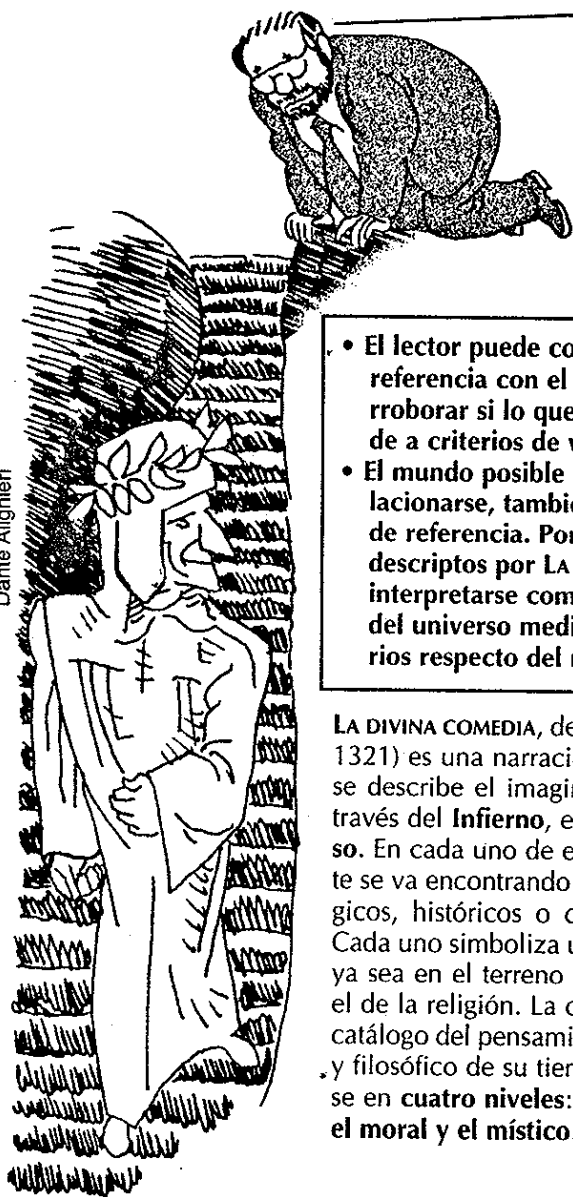 Dante Alighieri
• El lector puede co
referencia con el
rroborar si lo que
de a criterios de v
• El mundo posible
lacionarse, tambié
de referencia. Por
descriptos por LA
interpretarse com
del universo medi
rios respecto del r
LA DIVINA COMEDIA, de
1321) es una narraci
se describe el imagin
través del Infierno, e
so. En cada uno de e
te se va encontrando
gicos, históricos o c
Cada uno simboliza u
ya sea en el terreno
el de la religión. La c
catálogo del pensami
y filosófico de su tier
se en cuatro niveles:
el moral y el místico